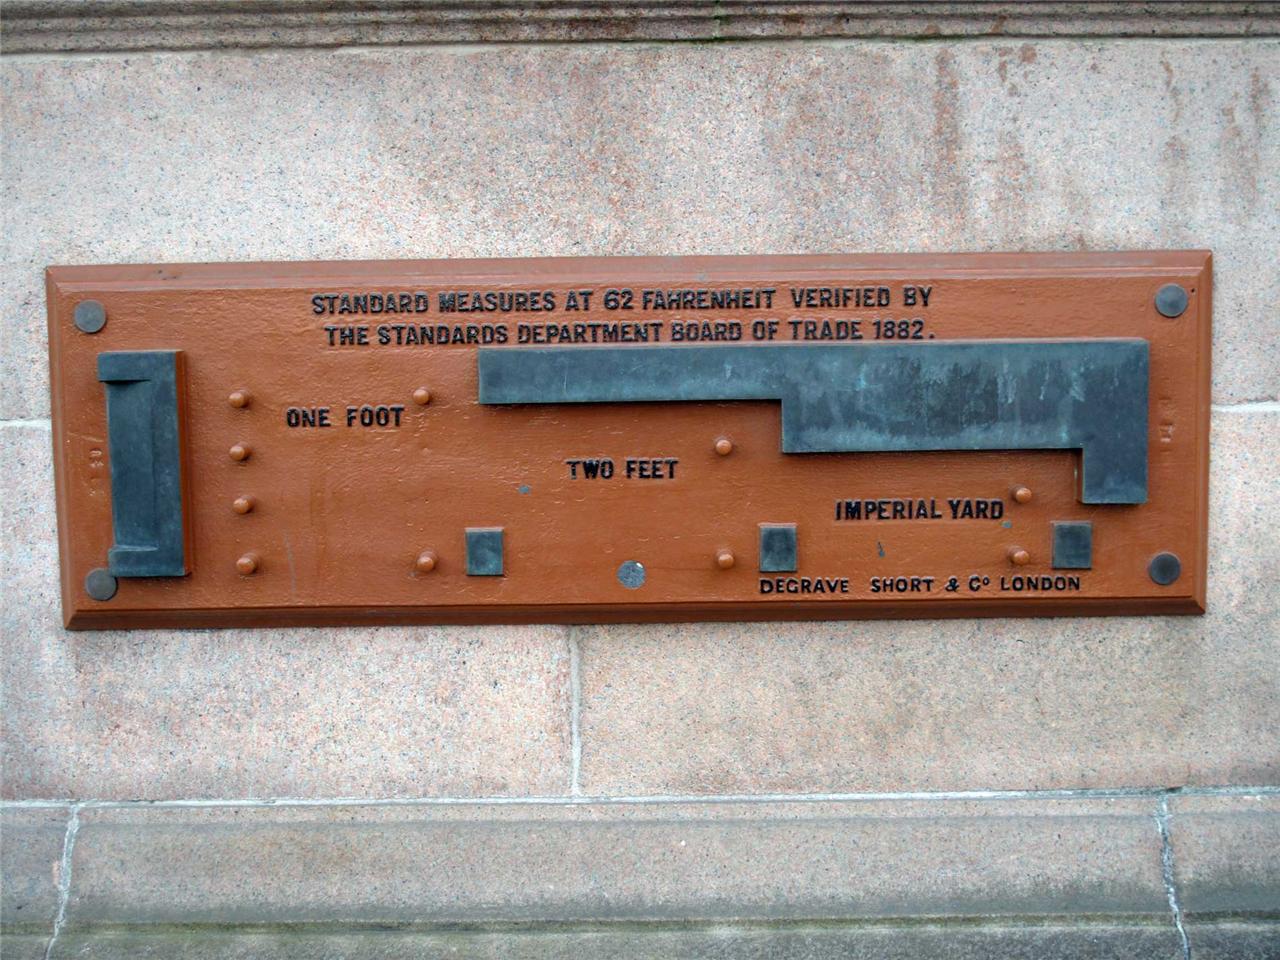 STANDARD MEASURES AT 62 FAHRENHEIT VERIFIED BY
THE STANDARDS DEPARTMENT BOARD OF TRADE 1882.
ONE FOOT
TWO FEET
IMPERIAL YARD
DEGRAVE SHORT & Cº LONDON